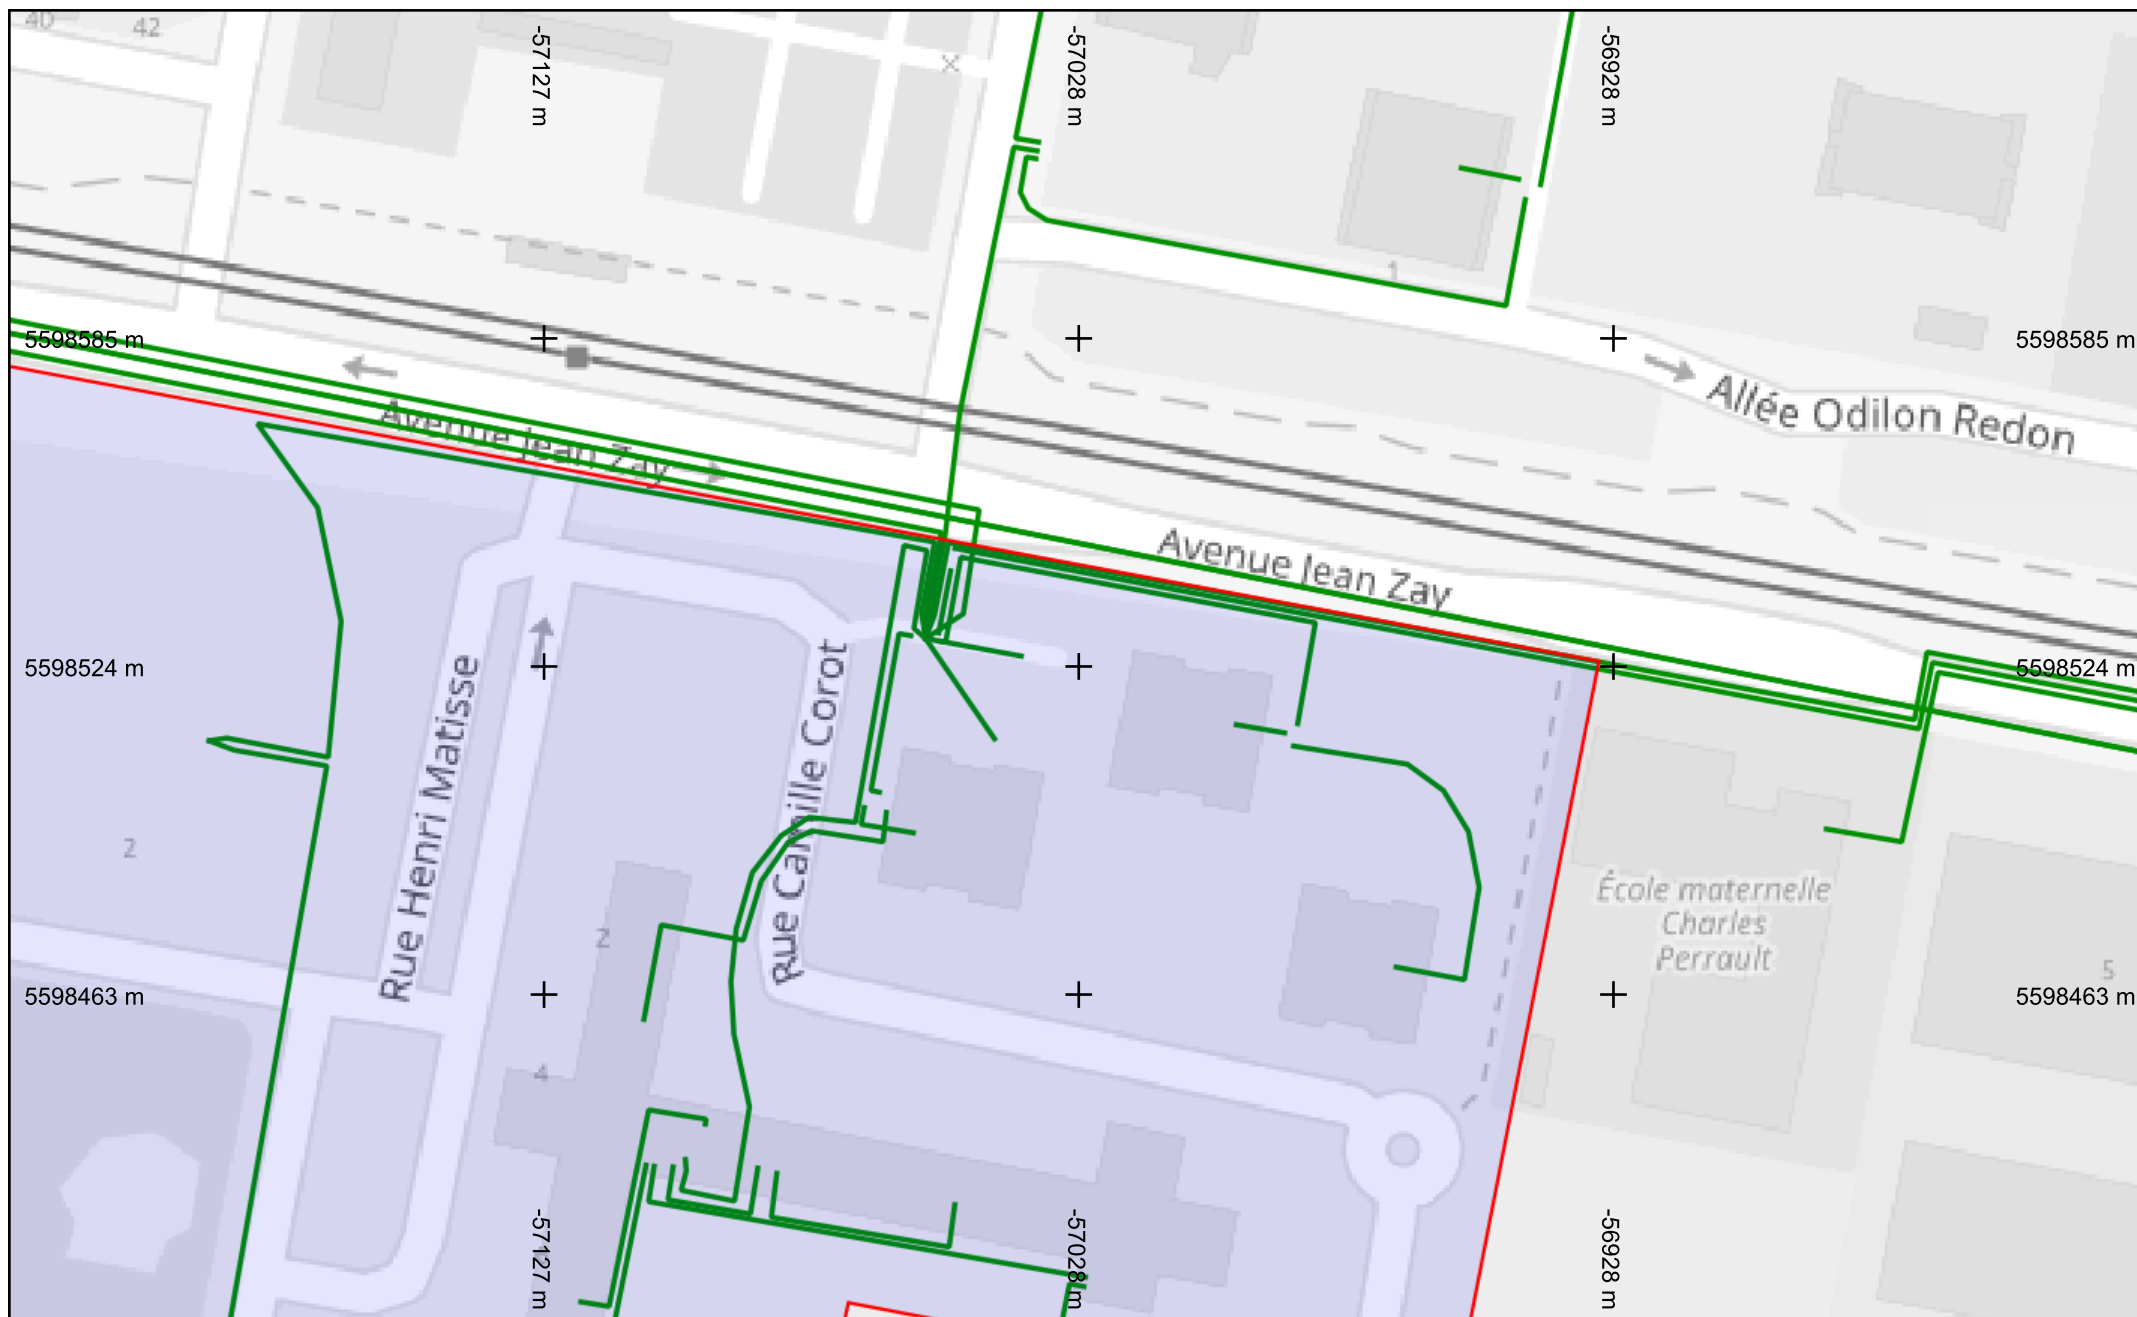 40
42
-57127 m
-57028 m
-56928 m
1
5598585 m
5598585 m
Allée Odilon Redon
Avenue Jean Zay
Avenue Jean Zay
5598524 m
5598524 m
Rue Henri Matisse
Rue Camille Corot
2
École maternelle
Charles
Perrault
2
5
5598463 m
5598463 m
4
-57127 m
-57028 m
-56928 m